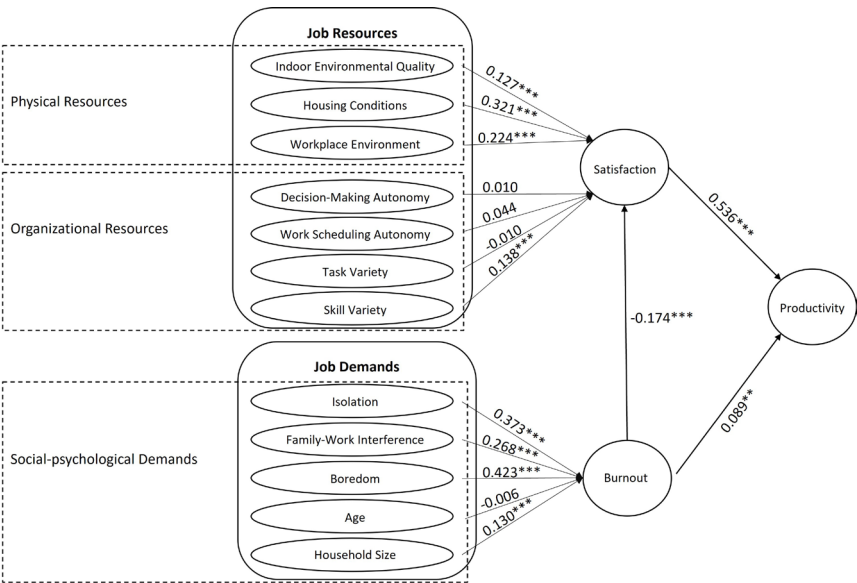 Job Resources
Physical Resources
Indoor Environmental Quality
Housing Conditions
Workplace Environment
0.127***
0.321***
0.224***
Satisfaction
Organizational Resources
Decision-Making Autonomy
Work Scheduling Autonomy
Task Variety
Skill Variety
0.010
0.044
-0.010
0.138***
0.536***
Productivity
-0.174***
0.089**
Job Demands
Social-psychological Demands
Isolation
Family-Work Interference
Boredom
Age
Household Size
0.373***
0.268***
0.423***
-0.006
0.130***
Burnout